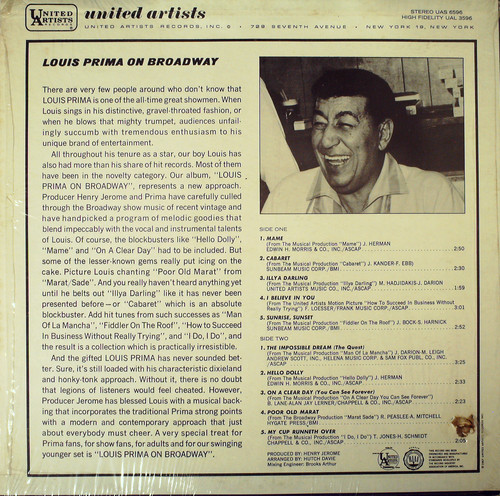 UNITED
ARTISTS
RECORDS
united artists
UNITED ARTISTS RECORDS, INC. • 729 SEVENTH AVENUE • NEW YORK 19, NEW YORK
STEREO UAS 6596
HIGH FIDELITY UAL 3596
LOUIS PRIMA ON BROADWAY
There are very few people around who don't know that
LOUIS PRIMA is one of the all-time great showmen. When
Louis sings in his distinctive, gravel-throated fashion, or
when he blows that mighty trumpet, audiences unfail-
ingly succumb with tremendous enthusiasm to his
unique brand of entertainment.
All throughout his tenure as a star, our boy Louis has
also had more than his share of hit records. Most of them
have been in the novelty category. Our album, "LOUIS
PRIMA ON BROADWAY", represents a new approach.
Producer Henry Jerome and Prima have carefully culled
through the Broadway show music of recent vintage and
have handpicked a program of melodic goodies that
blend impeccably with the vocal and instrumental talents
of Louis. Of course, the blockbusters like "Hello Dolly",
"Mame" and "On A Clear Day" had to be included. But
some of the lesser-known gems really put icing on the
cake. Picture Louis chanting "Poor Old Marat" from
"Marat/Sade". And you really haven't heard anything yet
until he belts out "Illya Darling" like it has never been
presented before—or "Cabaret" which is an absolute
blockbuster. Add hit tunes from such successes as "Man
Of La Mancha", "Fiddler On The Roof", "How to Succeed
In Business Without Really Trying", and "I Do, I Do", and
the result is a collection which is practically irresistible.
And the gifted LOUIS PRIMA has never sounded bet-
ter. Sure, it's still loaded with his characteristic dixieland
and honky-tonk approach. Without it, there is no doubt
that legions of listeners would feel cheated. However,
Producer Jerome has blessed Louis with a musical back-
ing that incorporates the traditional Prima strong points
with a modern and contemporary approach that just
about everybody must cheer. A very special treat for
Prima fans, for show fans, for adults and for our swinging
younger set is "LOUIS PRIMA ON BROADWAY".
SIDE ONE
1. MAME
(From The Musical Production "Mame") J. HERMAN
EDWIN H. MORRIS & CO., INC./ASCAP 2:50
2. CABARET
(From The Musical Production "Cabaret") J. KANDER-F. EBB)
SUNBEAM MUSIC CORP./BMI 2:30
3. ILLYA DARLING
(From The Musical Production "Illya Darling") M. HADJIDAKIS-J. DARION
UNITED ARTISTS MUSIC CO., INC./ASCAP 2:59
4. I BELIEVE IN YOU
(From The United Artists Motion Picture "How To Succeed In Business Without
Really Trying") F. LOESSER/FRANK MUSIC CORP./ASCAP 3:01
5. SUNRISE, SUNSET
(From The Musical Production "Fiddler On The Roof") J. BOCK-S. HARNICK
SUNBEAM MUSIC CORP./BMI 2:52
SIDE TWO
1. THE IMPOSSIBLE DREAM (The Quest)
(From The Musical Production "Man Of La Mancha") J. DARION-M. LEIGH
ANDREW SCOTT, INC., HELENA MUSIC CORP. & SAM FOX PUBL. CO., INC.
/ASCAP 2:25
2. HELLO DOLLY
(From The Musical Production "Hello Dolly") J. HERMAN
EDWIN H. MORRIS & CO., INC./ASCAP 2:23
3. ON A CLEAR DAY (You Can See Forever)
(From The Musical Production "On A Clear Day You Can See Forever")
B. LANE-ALAN JAY LERNER/CHAPPELL & CO., INC./ASCAP 2:33
4. POOR OLD MARAT
(From The Broadway Production "Marat Sade") R. PEASLEE-A. MITCHELL
HYGATE PRESS/BMI
5. MY CUP RUNNETH OVER
(From The Musical Production "I Do, I Do") T. JONES-H. SCHMIDT
CHAPPELL & CO., INC./ASCAP 2:05
PRODUCED BY: HENRY JEROME
ARRANGED BY: HUTCH DAVIE
Mixing Engineer: Brooks Arthur